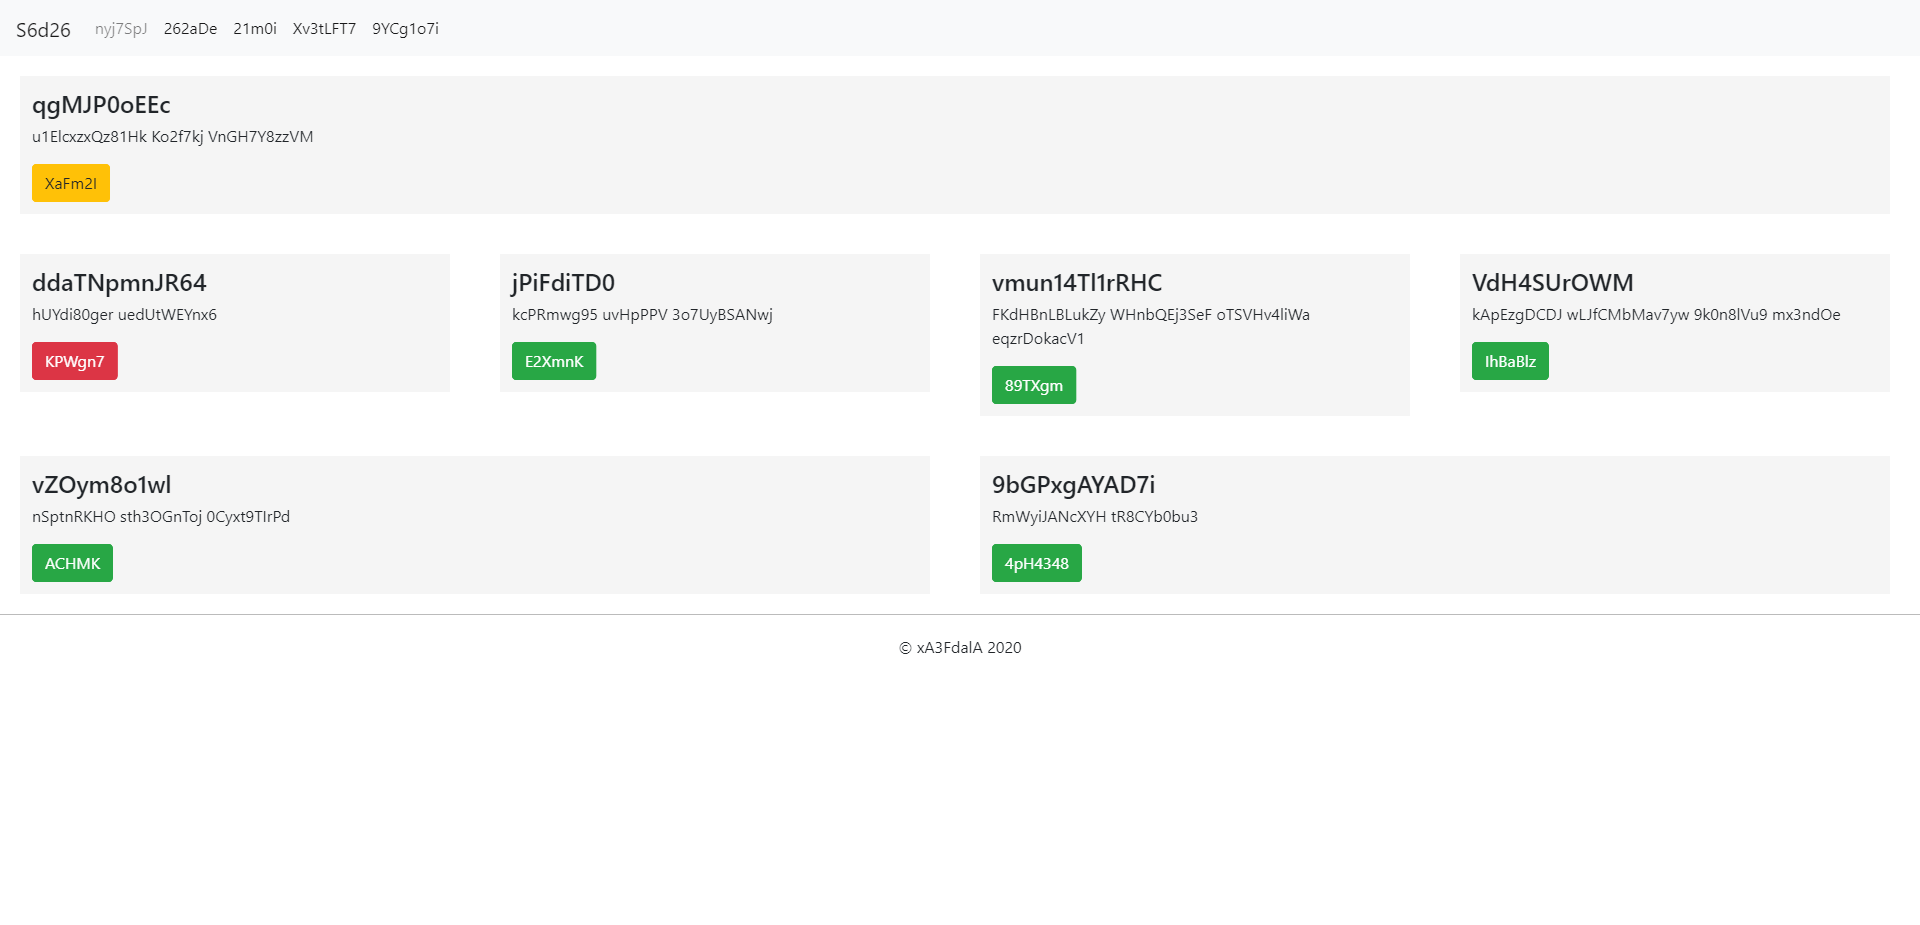 S6d26 nyj7SpJ 262aDe 21m0i Xv3tLFT7 9YCg1o7i
qgMJP0oEEc
u1ElcxzxQz81Hk Ko2f7kj VnGH7Y8zzVM
XaFm2I
ddaTNpmnJR64
hUYdi80ger uedUtWEYnx6
KPWgn7
jPiFdiTD0
kcPRmwg95 uvHpPPV 3o7UyBSANwj
E2XmnK
vmun14Tl1rRHC
FKdHBnLBLukZy WHnbQEj3SeF oTSVHv4liWa
eqzrDokacV1
89TXgm
VdH4SUrOWM
kApEzgDCDJ wLJfCMbMav7yw 9k0n8lVu9 mx3ndOe
IhBaBlz
vZOym8o1wl
nSptnRKHO sth3OGnToj 0Cyxt9TIrPd
ACHMK
9bGPxgAYAD7i
RmWyiJANcXYH tR8CYb0bu3
4pH4348
© xA3FdalA 2020